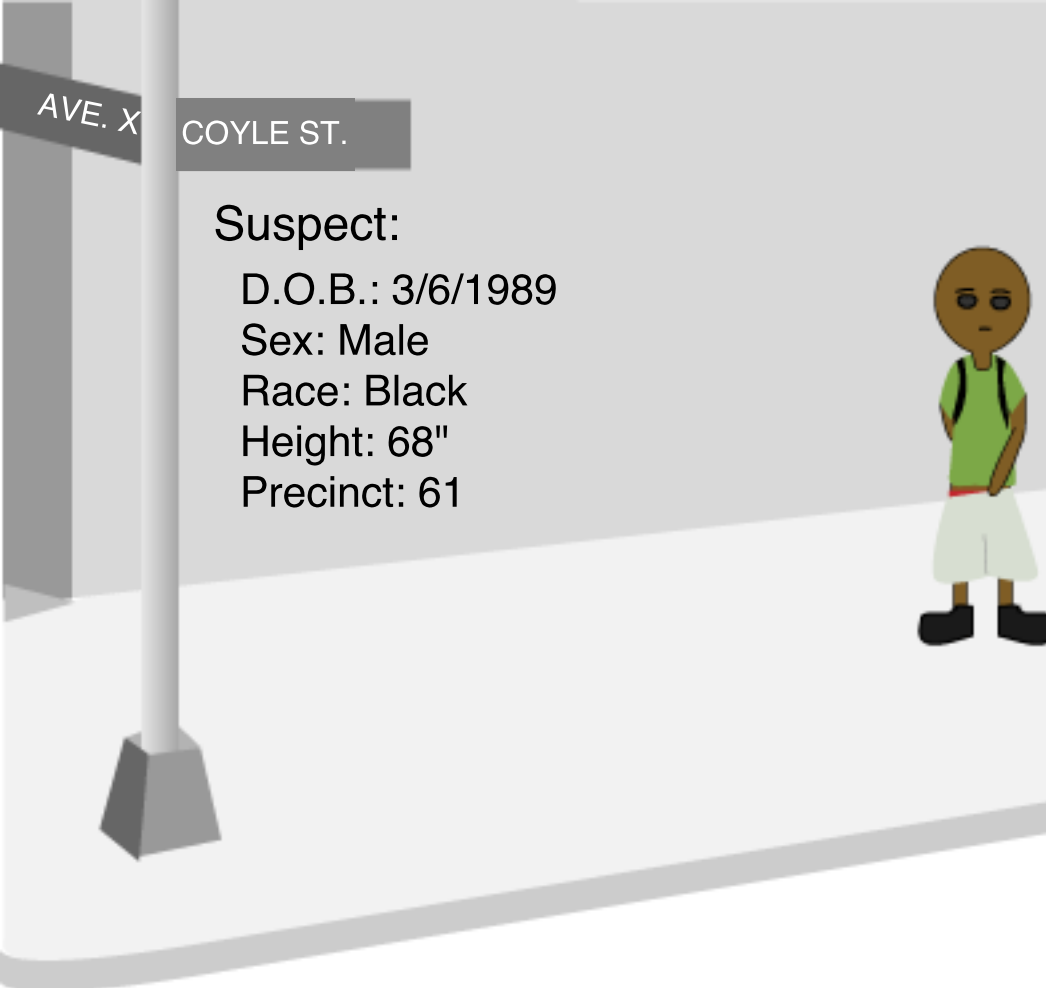 AVE. X
COYLE ST.
Suspect:
D.O.B.: 3/6/1989
Sex: Male
Race: Black
Height: 68"
Precinct: 61